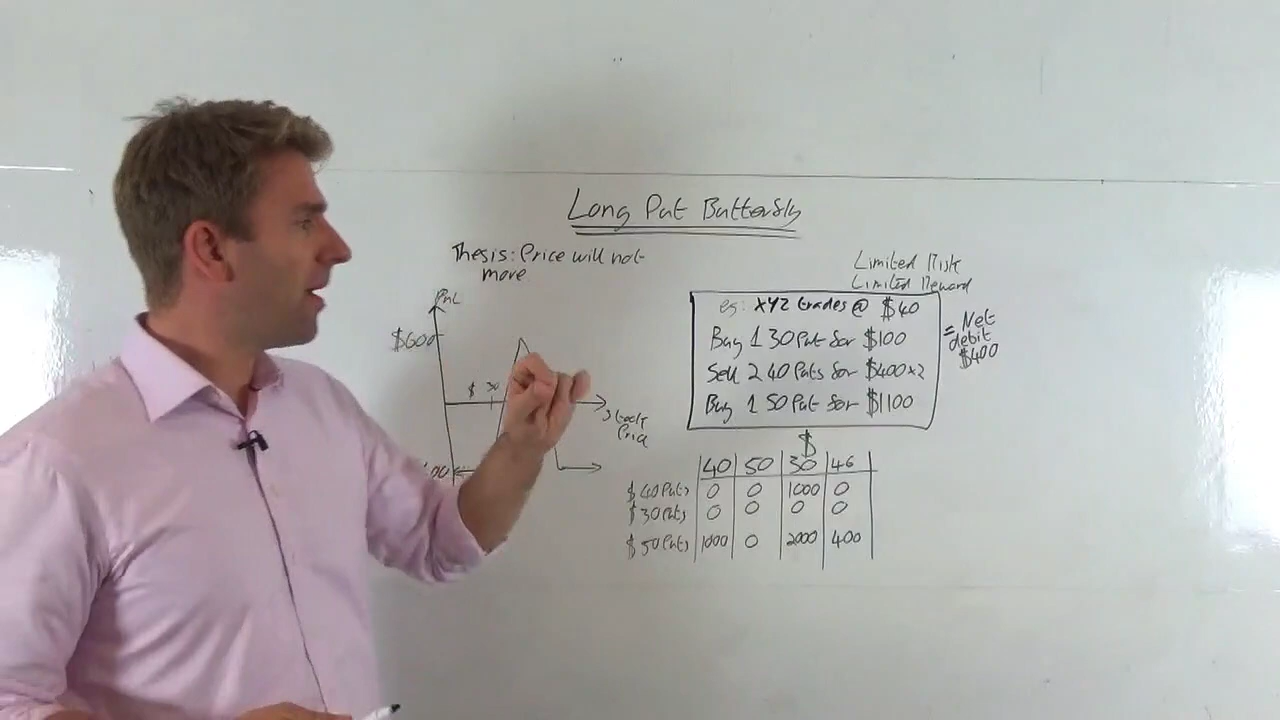 Long Put Butterfly
Thesis: Price will not
move
Limited Risk
Limited Reward
PnL
$600
$ 30
Stock
Price
eg: XYZ trades @ $40
Buy 1 30 Put for $100
Sell 2 40 Puts for $400x2
Buy 1 50 Put for $1100
= Net
debit
$400
$
40 50 30 46
$40 Puts 0 0 1000 0
$30 Puts 0 0 0 0
$50 Puts 1000 0 2000 400